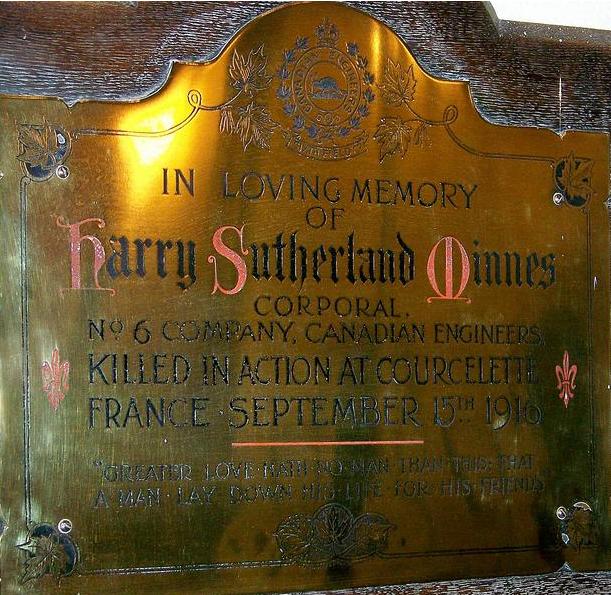 CANADIAN ENGINEERS
IN LOVING MEMORY
OF
Harry Sutherland Minnes
CORPORAL.
No 6 COMPANY, CANADIAN ENGINEERS,
KILLED IN ACTION AT COURCELETTE
FRANCE · SEPTEMBER 15TH 1916
"GREATER LOVE HATH NO MAN THAN THIS: THAT
A MAN LAY DOWN HIS LIFE FOR HIS FRIENDS